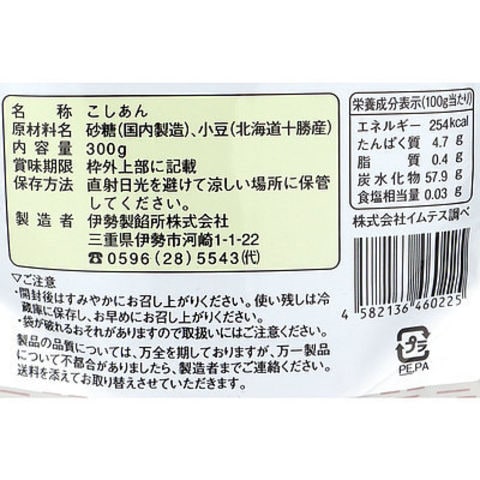 名称 こしあん
原材料名 砂糖(国内製造)、小豆(北海道十勝産)
内容量 300g
賞味期限 枠外上部に記載
保存方法 直射日光を避けて涼しい場所に保管
してください。
製造者 伊勢製餡所株式会社
三重県伊勢市河崎1-1-22
☎0596(28)5543(代)
▽ご注意
・開封後はすみやかにお召し上がりください。使い残しは冷
蔵庫に保存し、お早めにお召し上がりください。
・袋が破れるおそれがありますので取扱いにはご注意ください。
製品の品質については、万全を期しておりますが、万一製品
について不都合がありましたら、製造者までご連絡ください。
送料を添えてお取り替えさせていただきます。
栄養成分表示(100g当たり)
エネルギー 254kcal
たんぱく質 4.7 g
脂質 0.4 g
炭水化物 57.9 g
食塩相当量 0.03 g
株式会社イムテス調べ
4 582136 460225
プラ
PE,PA